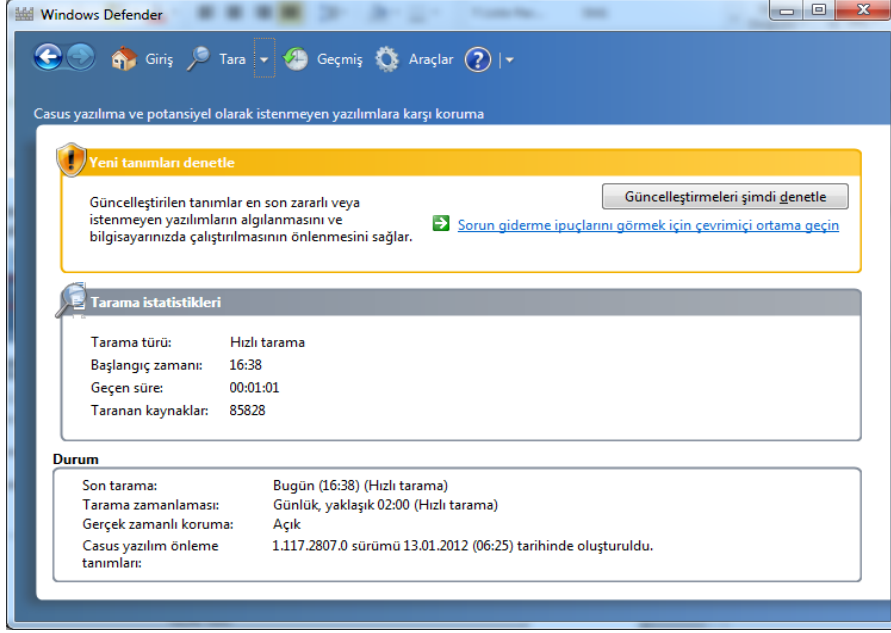 Windows Defender
Giriş Tara Geçmiş Araçlar
Casus yazılıma ve potansiyel olarak istenmeyen yazılımlara karşı koruma
Yeni tanımları denetle
Güncelleştirilen tanımlar en son zararlı veya
istenmeyen yazılımların algılanmasını ve
bilgisayarınızda çalıştırılmasının önlenmesini sağlar.
Güncelleştirmeleri şimdi denetle
Sorun giderme ipuçlarını görmek için çevrimiçi ortama geçin
Tarama istatistikleri
Tarama türü: Hızlı tarama
Başlangıç zamanı: 16:38
Geçen süre: 00:01:01
Taranan kaynaklar: 85828
Durum
Son tarama: Bugün (16:38) (Hızlı tarama)
Tarama zamanlaması: Günlük, yaklaşık 02:00 (Hızlı tarama)
Gerçek zamanlı koruma: Açık
Casus yazılım önleme 1.117.2807.0 sürümü 13.01.2012 (06:25) tarihinde oluşturuldu.
tanımları: